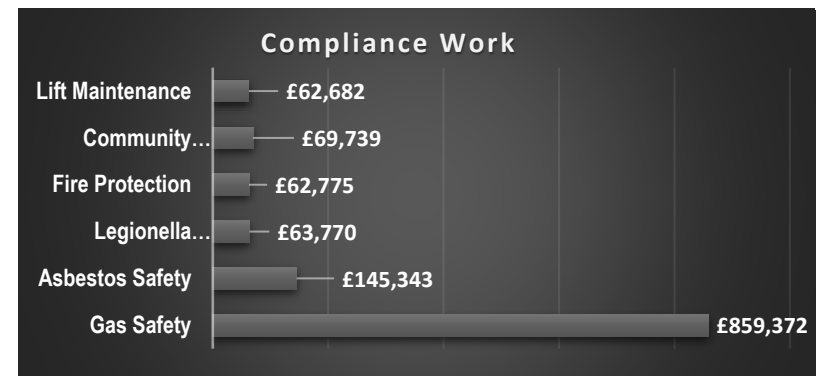 Compliance Work
Lift Maintenance £62,682
Community... £69,739
Fire Protection £62,775
Legionella... £63,770
Asbestos Safety £145,343
Gas Safety £859,372